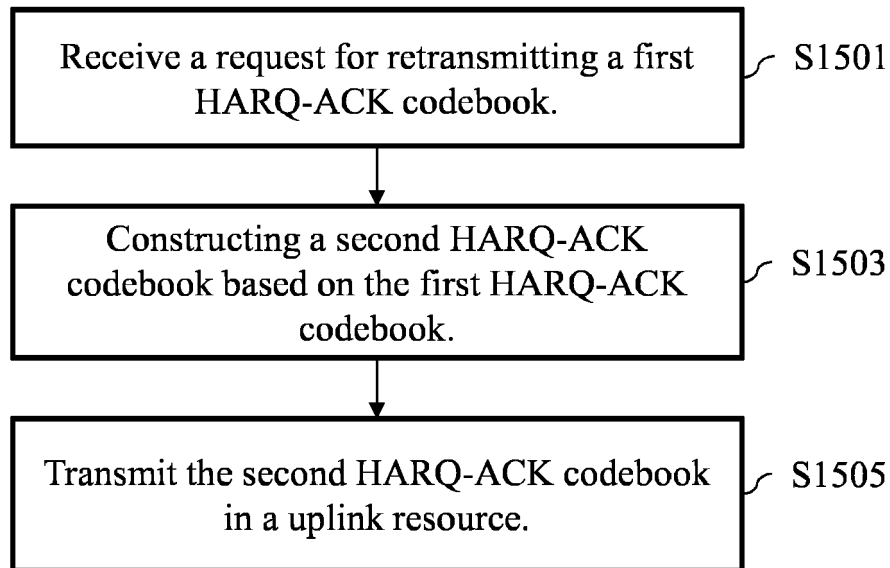 Receive a request for retransmitting a first
HARQ-ACK codebook.
S1501
Constructing a second HARQ-ACK
codebook based on the first HARQ-ACK
codebook.
S1503
Transmit the second HARQ-ACK codebook
in a uplink resource.
S1505